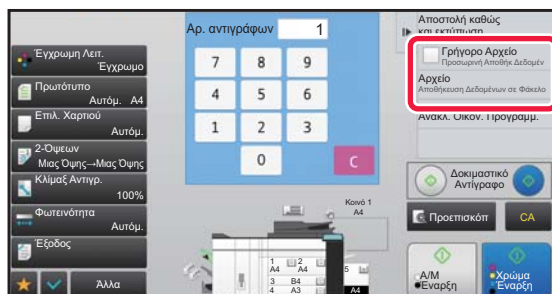 Αρ. αντιγράφων 1
Αποστολή καθώς
και εκτύπωση
Έγχρωμη Λειτ.
Έγχρωμο
Πρωτότυπο
Αυτόμ. A4
Επιλ. Χαρτιού
Αυτόμ.
2-Όψεων
Μιας Όψης→Μιας Όψης
Κλίμαξ Αντιγρ.
100%
Φωτεινότητα
Αυτόμ.
Έξοδος
Άλλα
7 8 9
4 5 6
1 2 3
0 C
Κοινό 1
A4
1 A4
2 A4
3 B4
4 A3
5
A4
Γρήγορο Αρχείο
Προσωρινή Αποθήκ Δεδομέν
Αρχείο
Αποθήκευση Δεδομένων σε Φάκελο
Ανακλ. Οικον. Προγραμμ.
Δοκιμαστικό
Αντίγραφο
Προεπισκόπ
CA
Α/Μ
Έναρξη
Χρώμα
Έναρξη